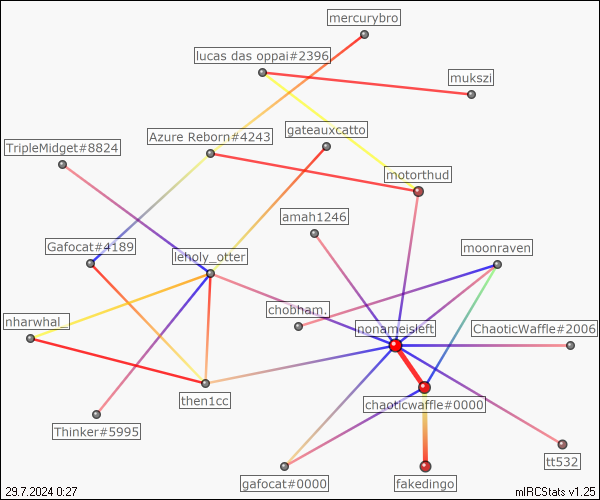 mercurybro
lucas das oppai#2396
mukszi
Azure Reborn#4243
gateauxcatto
TripleMidget#8824
motorthud
amah1246
Gafocat#4189
leholy_otter
moonraven
chobham.
nharwhal_
nonameisleft
ChaoticWaffle#2006
then1cc
chaoticwaffle#0000
Thinker#5995
tt532
gafocat#0000
fakedingo
29.7.2024 0:27
mIRCStats v1.25